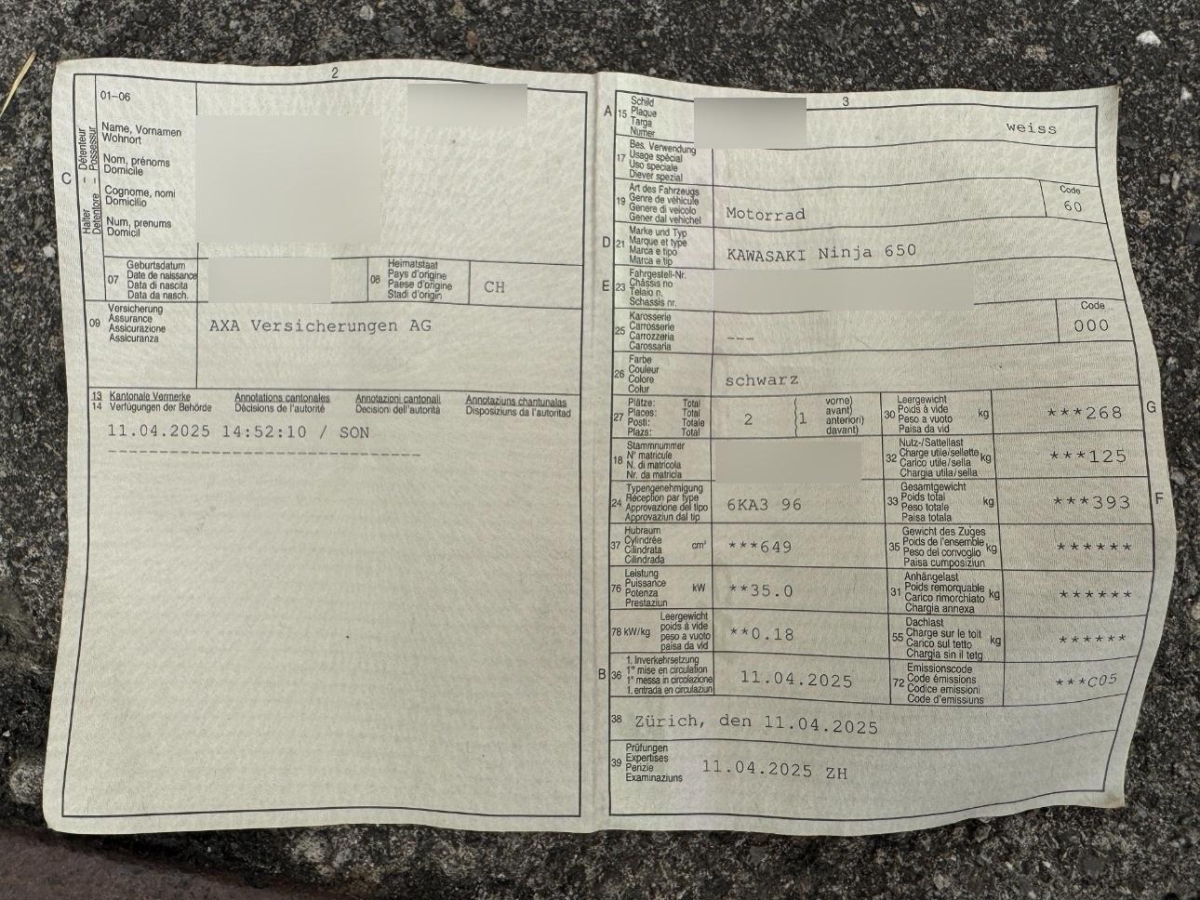 2
01-06
C
Halter – Détenteur
Detentore – Possessur
Name, Vornamen
Wohnort
Nom, prénoms
Domicile
Cognome, nomi
Domicilio
Num, prenums
Domicil
07
Geburtsdatum
Date de naissance
Data di nascita
Data da nasch.
08
Heimatstaat
Pays d'origine
Paese d'origine
Stadi d'origin
CH
09
Versicherung
Assurance
Assicurazione
Assicuranza
AXA Versicherungen AG
13 Kantonale Vermerke Annotations cantonales Annotazioni cantonali Annotaziuns chantunalas
14 Verfügungen der Behörde Décisions de l'autorité Decisioni dell'autorità Dispoziziuns da l'autoritad
11.04.2025 14:52:10 / SON
3
A 15
Schild
Plaque
Targa
Numer
weiss
17
Bes. Verwendung
Usage spécial
Uso speciale
Diever spezial
19
Art des Fahrzeugs
Genre de véhicule
Genere di veicolo
Gener dal vehichel
Motorrad
Code
60
D 21
Marke und Typ
Marque et type
Marca e tipo
Marca e tip
KAWASAKI Ninja 650
E 23
Fahrgestell-Nr.
Châssis no
Telaio n.
Schassis nr.
25
Karosserie
Carrosserie
Carrozzeria
Carossaria
---
Code
000
26
Farbe
Couleur
Colore
Colur
schwarz
27
Plätze: Total
Places: Total
Posti: Totale
Plazs: Total
2
(1
vorne)
avant)
anteriori)
davant)
30
Leergewicht
Poids à vide
Peso a vuoto
Paisa da vid
kg
***268
G
18
Stammnummer
N° matricule
N. di matricola
Nr. da matricla
32
Nutz-/Sattellast
Charge utile/sellette
Carico utile/sella
Chargia utila/sella
kg
***125
24
Typengenehmigung
Réception par type
Approvazione del tipo
Approvaziun dal tip
6KA3 96
33
Gesamtgewicht
Poids total
Peso totale
Paisa totala
kg
***393
F
37
Hubraum
Cylindrée
Cilindrata
Cilindrada
cm³
***649
35
Gewicht des Zuges
Poids de l'ensemble
Peso del convoglio
Paisa cumposiziun
kg
******
76
Leistung
Puissance
Potenza
Prestaziun
kW
**35.0
31
Anhängelast
Poids remorquable
Carico rimorchiato
Chargia annexa
kg
******
78 kW/kg
Leergewicht
poids à vide
peso a vuoto
paisa da vid
**0.18
55
Dachlast
Charge sur le toit
Carico sul tetto
Chargia sin il tetg
kg
******
B 36
1. Inverkehrsetzung
1re mise en circulation
1a messa in circolazione
1. entrada en circulaziun
11.04.2025
72
Emissionscode
Code émissions
Codice emissioni
Code d'emissiuns
***C05
38 Zürich, den 11.04.2025
39
Prüfungen
Expertises
Perizie
Examinaziuns
11.04.2025 ZH